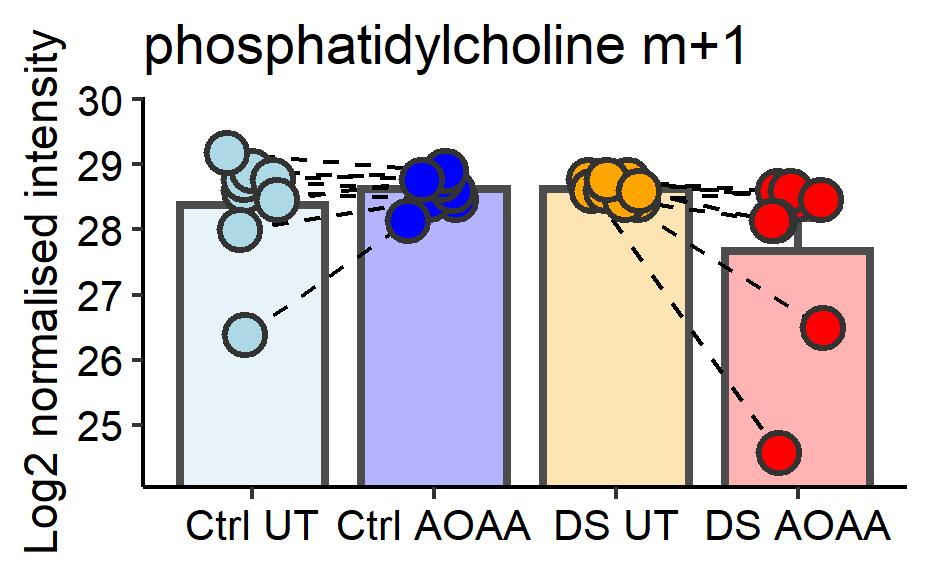 phosphatidylcholine m+1
Log2 normalised intensity
30
29
28
27
26
25
Ctrl UT
Ctrl AOAA
DS UT
DS AOAA